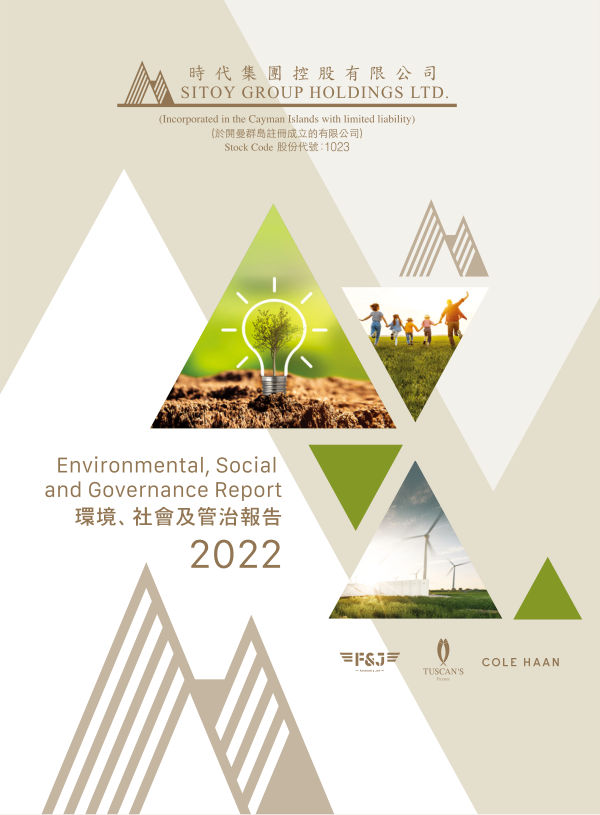 時代集團控股有限公司
SITOY GROUP HOLDINGS LTD.
(Incorporated in the Cayman Islands with limited liability)
(於開曼群島註冊成立的有限公司)
Stock Code 股份代號：1023
Environmental, Social
and Governance Report
環境、社會及管治報告
2022
F&J
TUSCAN'S
Firenze
COLE HAAN